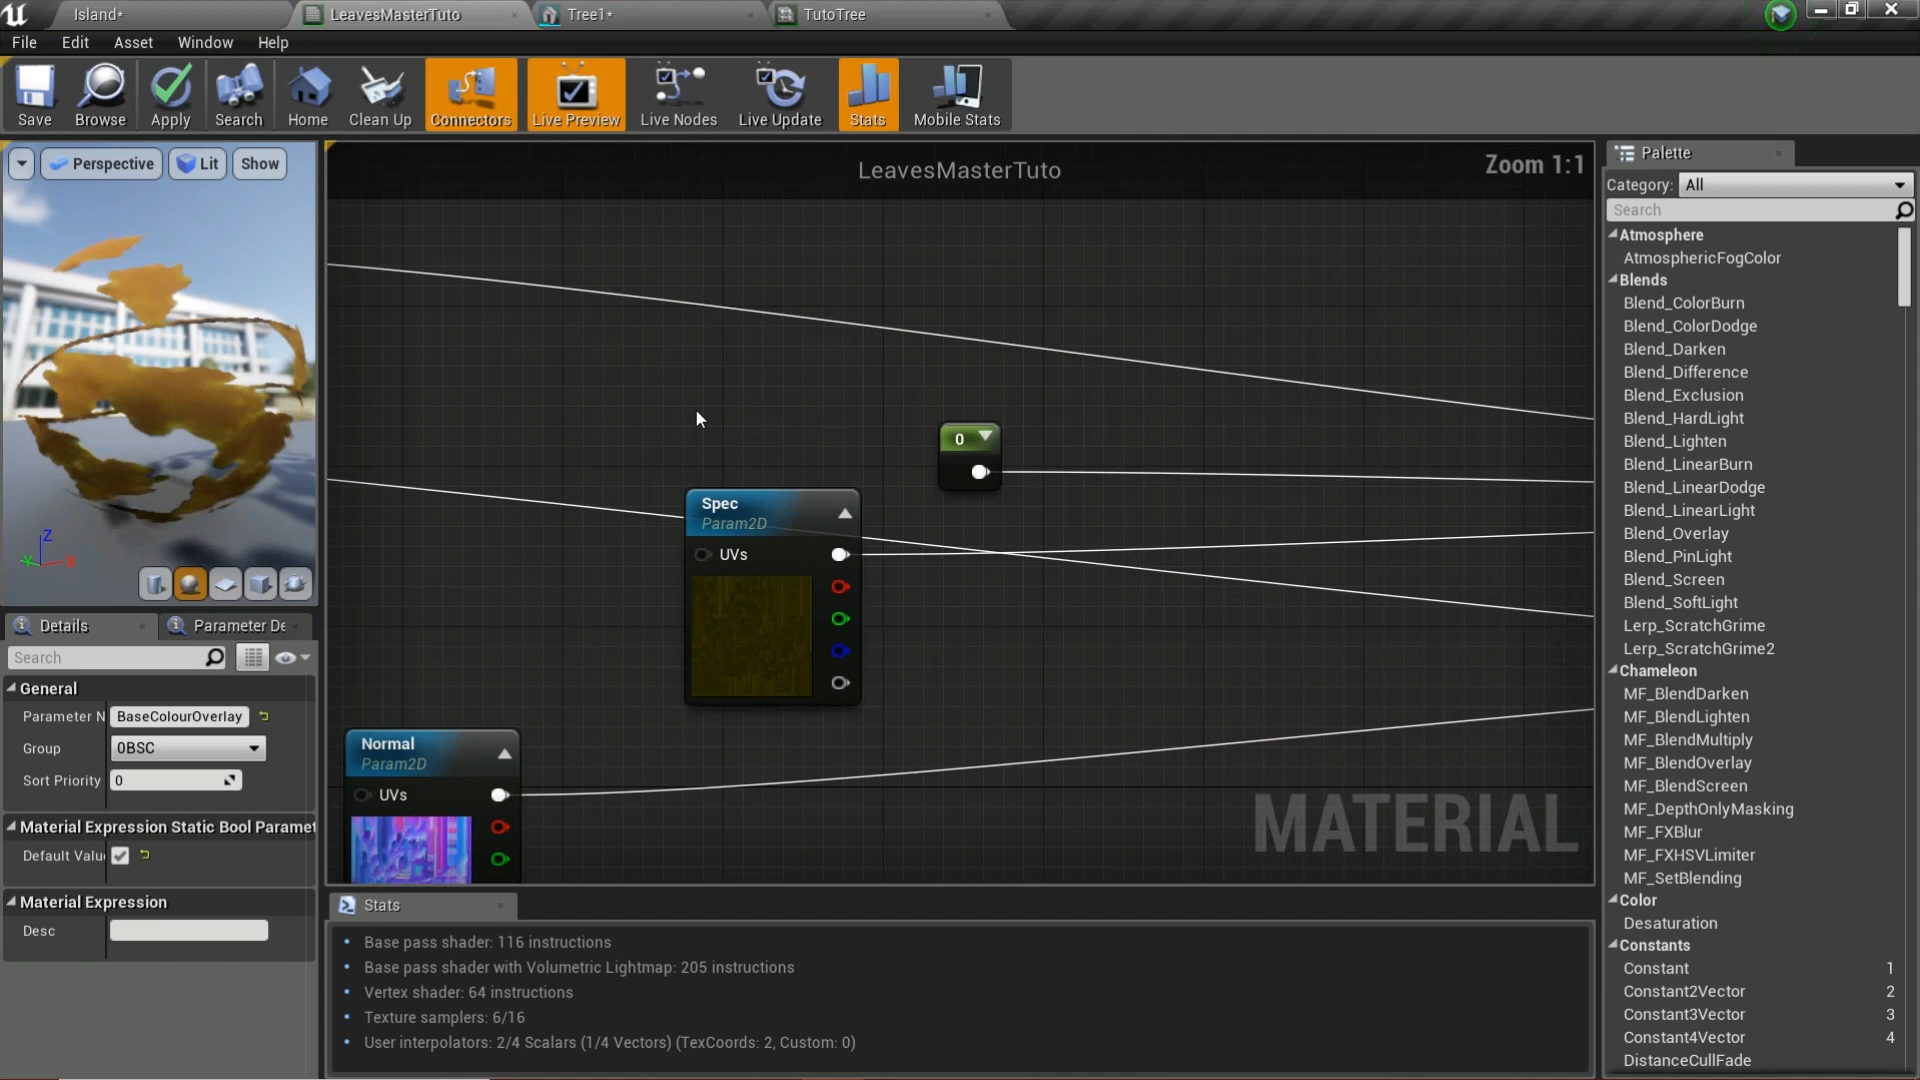 Island*
LeavesMasterTuto
Tree1*
TutoTree
File
Edit
Asset
Window
Help
Save
Browse
Apply
Search
Home
Clean Up
Connectors
Live Preview
Live Nodes
Live Update
Stats
Mobile Stats
Perspective
Lit
Show
LeavesMasterTuto
Zoom 1:1
Palette
Category:
All
Search
Atmosphere
AtmosphericFogColor
Blends
Blend_ColorBurn
Blend_ColorDodge
Blend_Darken
Blend_Difference
Blend_Exclusion
Blend_HardLight
Blend_Lighten
Blend_LinearBurn
Blend_LinearDodge
Blend_LinearLight
Blend_Overlay
Blend_PinLight
Blend_Screen
Blend_SoftLight
Lerp_ScratchGrime
Lerp_ScratchGrime2
Chameleon
MF_BlendDarken
MF_BlendLighten
MF_BlendMultiply
MF_BlendOverlay
MF_BlendScreen
MF_DepthOnlyMasking
MF_FXBlur
MF_FXHSVLimiter
MF_SetBlending
Color
Desaturation
Constants
Constant 1
Constant2Vector 2
Constant3Vector 3
Constant4Vector 4
DistanceCullFade
0
Spec
Param2D
UVs
Normal
Param2D
UVs
MATERIAL
Z
Y
X
Details
Parameter De
Search
General
Parameter N
BaseColourOverlay
Group
0BSC
Sort Priority
0
Material Expression Static Bool Paramet
Default Valu
Material Expression
Desc
Stats
Base pass shader: 116 instructions
Base pass shader with Volumetric Lightmap: 205 instructions
Vertex shader: 64 instructions
Texture samplers: 6/16
User interpolators: 2/4 Scalars (1/4 Vectors) (TexCoords: 2, Custom: 0)